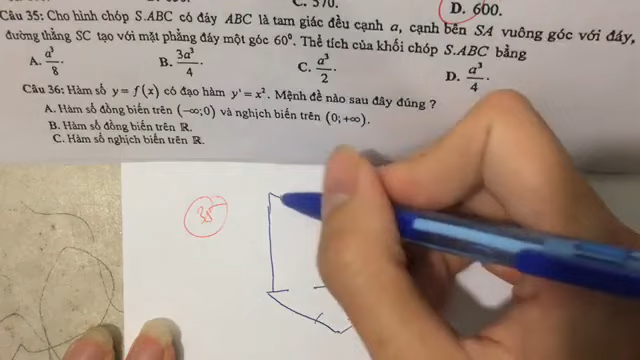 C. 570.
D. 600.
Câu 35: Cho hình chóp S.ABC có đáy ABC là tam giác đều cạnh a, cạnh bên SA vuông góc với đáy,
đường thẳng SC tạo với mặt phẳng đáy một góc 60⁰. Thể tích của khối chóp S.ABC bằng
A. a³/8. B. 3a³/4. C. a³/2. D. a³/4.
Câu 36: Hàm số y = f(x) có đạo hàm y' = x². Mệnh đề nào sau đây đúng ?
A. Hàm số đồng biến trên (−∞;0) và nghịch biến trên (0;+∞).
B. Hàm số đồng biến trên ℝ.
C. Hàm số nghịch biến trên ℝ.
35